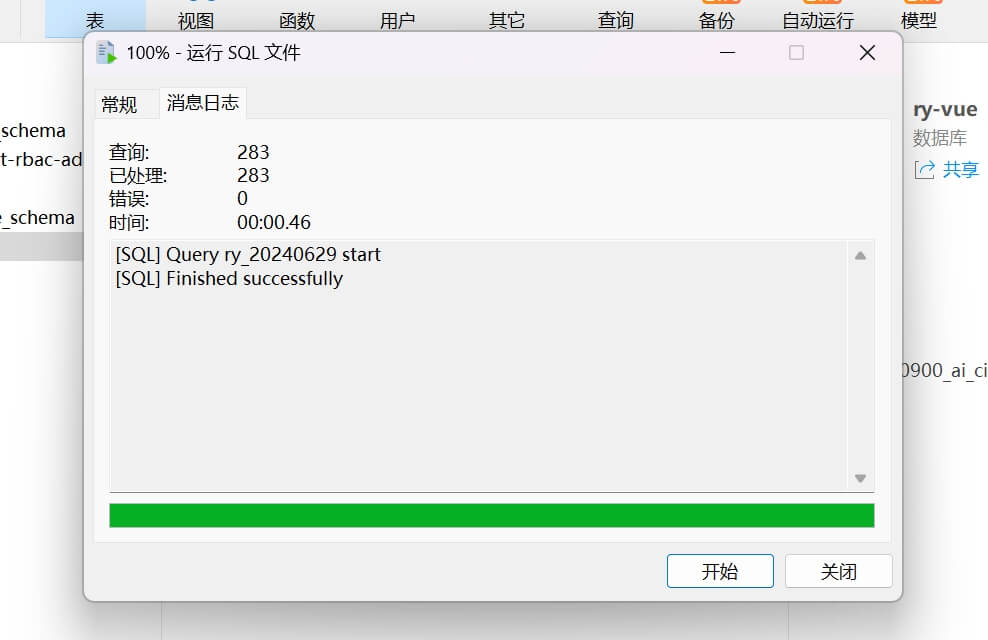 表 视图 函数 用户 其它 查询 备份 自动运行 模型
100% - 运行 SQL 文件
常规 消息日志
schema
t-rbac-ad
e_schema
查询: 283
已处理: 283
错误: 0
时间: 00:00.46
[SQL] Query ry_20240629 start
[SQL] Finished successfully
开始 关闭
ry-vue
数据库
共享
0900_ai_ci